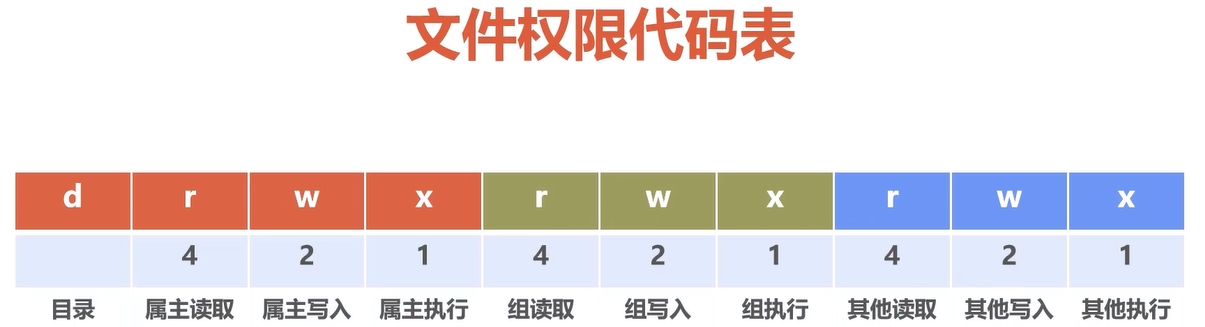 文件权限代码表
d r w x r w x r w x
4 2 1 4 2 1 4 2 1
目录 属主读取 属主写入 属主执行 组读取 组写入 组执行 其他读取 其他写入 其他执行